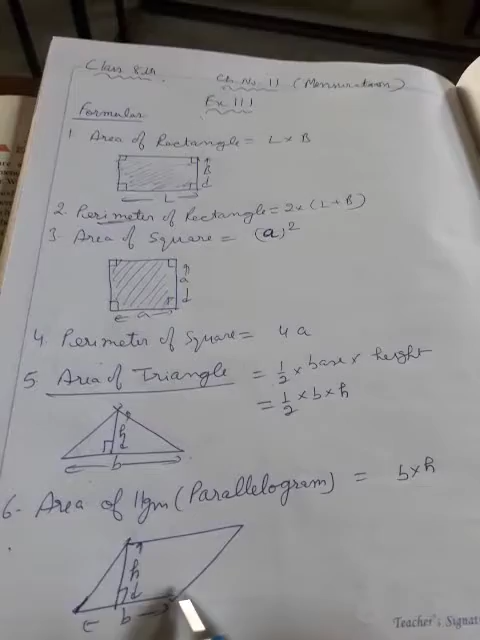 Class 8th
Ch. No. 11 (Mensuration)
Ex 11.1
Formulas
1. Area of Rectangle = L × B
B
L
2. Perimeter of Rectangle = 2 × (L + B)
3. Area of Square = (a)²
a
a
4. Perimeter of Square = 4a
5. Area of Triangle = 1/2 × base × height
= 1/2 × b × h
h
b
6. Area of ||gm (Parallelogram) = b × h
h
b
Teacher's Signat